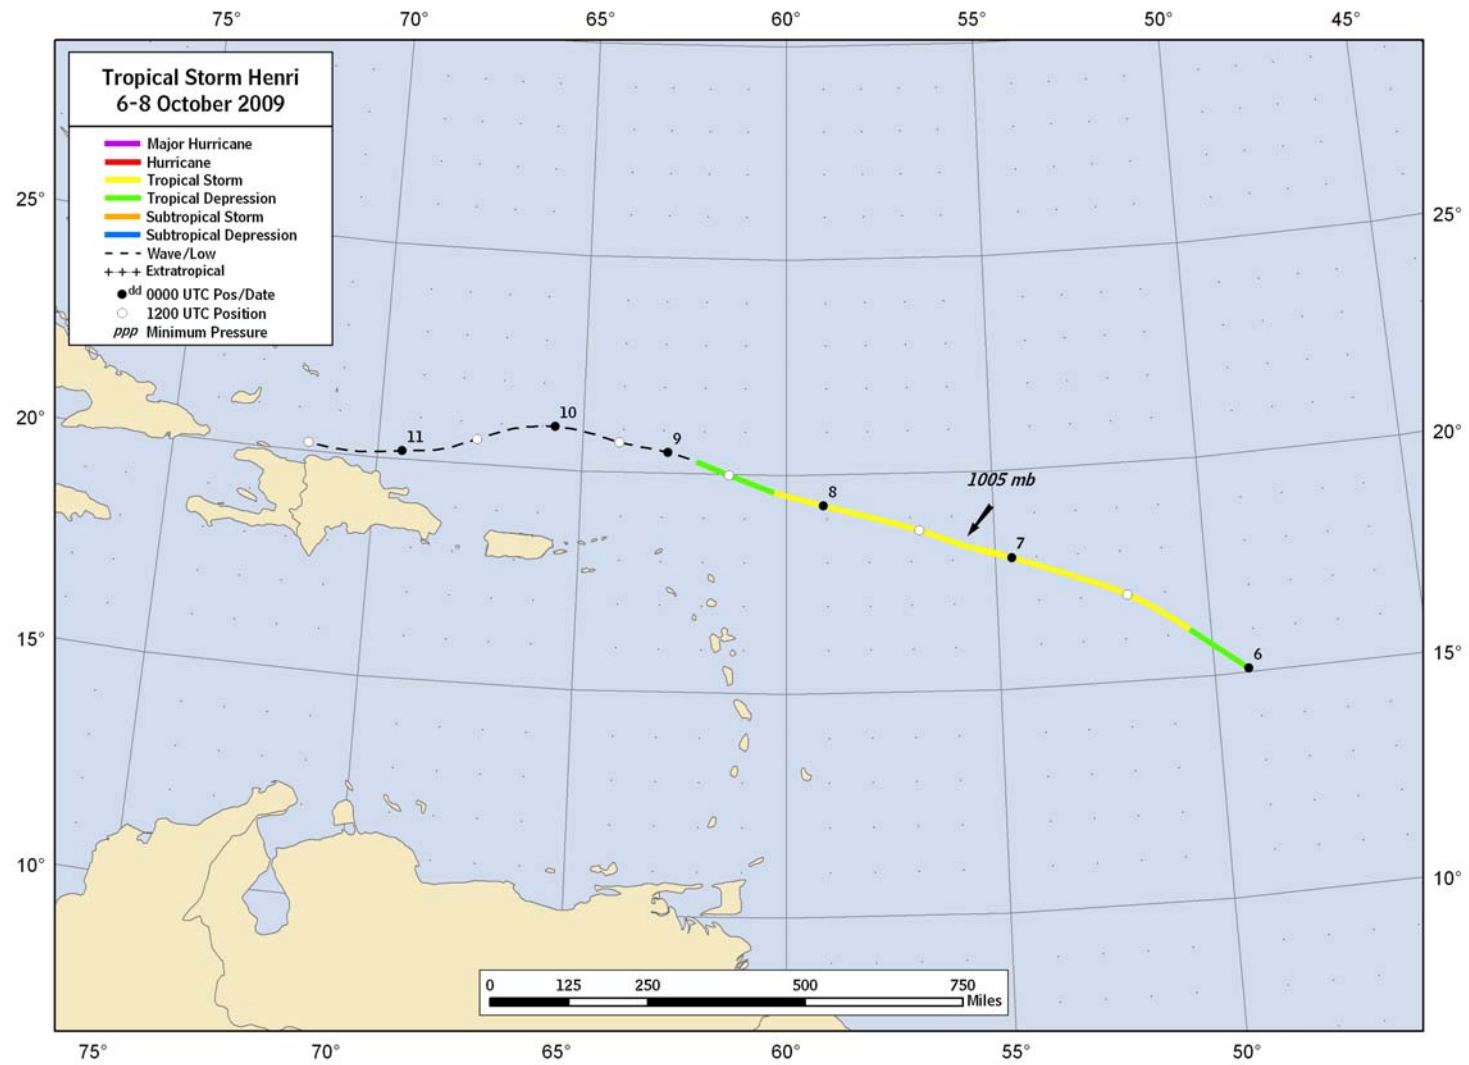 75° 70° 65° 60° 55° 50° 45°
Tropical Storm Henri
6-8 October 2009
Major Hurricane
Hurricane
Tropical Storm
Tropical Depression
Subtropical Storm
Subtropical Depression
Wave/Low
+++ Extratropical
dd 0000 UTC Pos/Date
1200 UTC Position
ppp Minimum Pressure
25° 25°
20° 20°
11 10 9
8
1005 mb
7
6
15° 15°
10° 10°
0 125 250 500 750
Miles
75° 70° 65° 60° 55° 50°